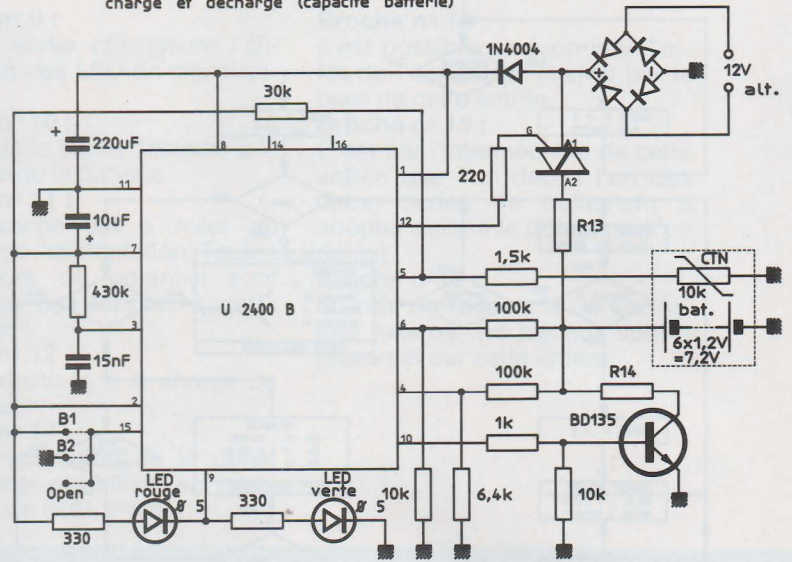 charge et décharge (capacité batterie)
1N4004
12V
alt.
30k
+
220uF
8
14
16
G
A1
A2
220
1
11
10uF
+
12
R13
7
430k
5
1,5k
CTN
10k
U 2400 B
bat.
6x1,2V
=7,2V
3
6
100k
15nF
4
100k
R14
2
BD135
B1
15
10
1k
B2
Open
9
LED
rouge
Ø 5
330
LED
verte
Ø 5
330
10k
6,4k
10k